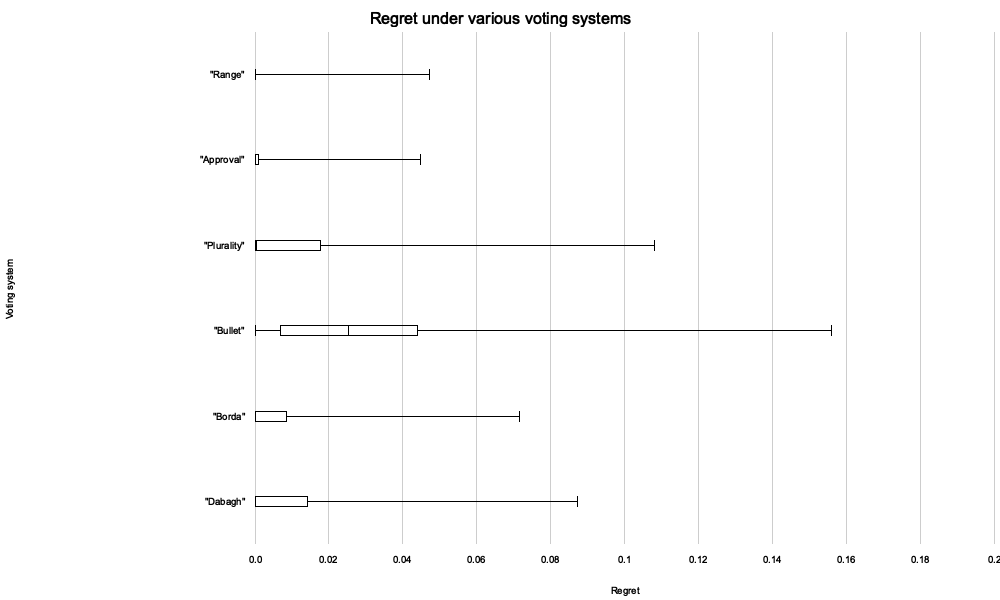 Regret under various voting systems
"Range"
"Approval"
"Plurality"
"Bullet"
"Borda"
"Dabagh"
Voting system
0.0 0.02 0.04 0.06 0.08 0.1 0.12 0.14 0.16 0.18 0.2
Regret